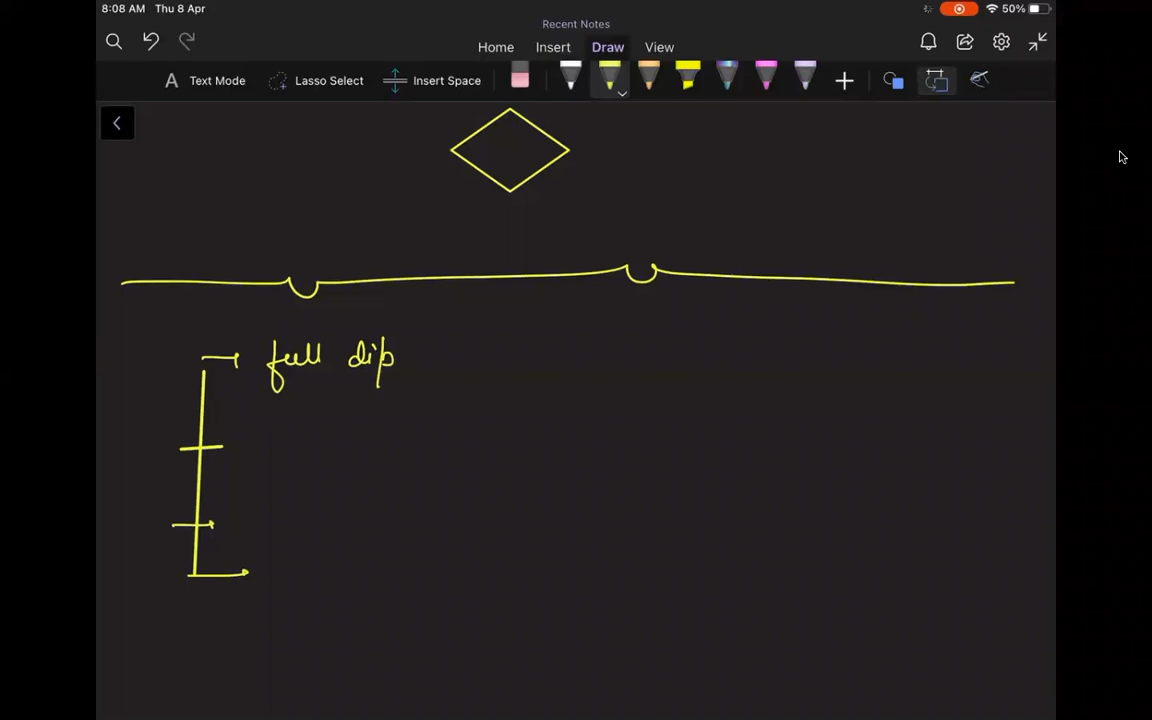 8:08 AM Thu 8 Apr
50%
Recent Notes
Home Insert Draw View
Text Mode Lasso Select Insert Space
full dip